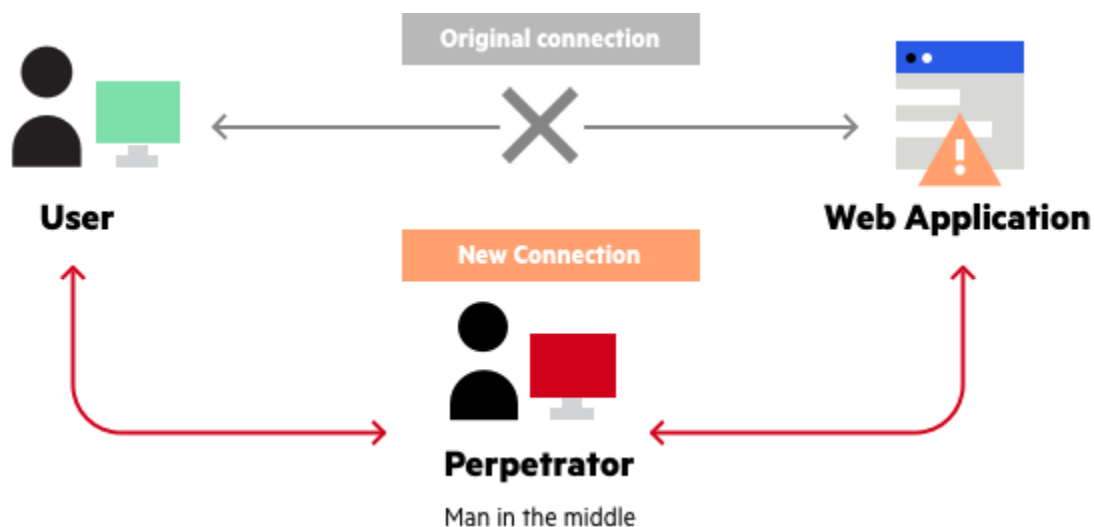 Original connection
User
Web Application
New Connection
Perpetrator
Man in the middle